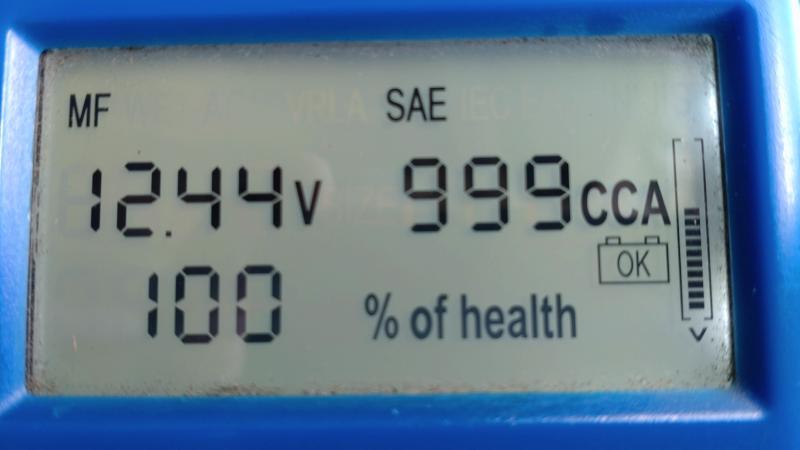 MF SAE
12.44V 999CCA
OK
100 % of health
V